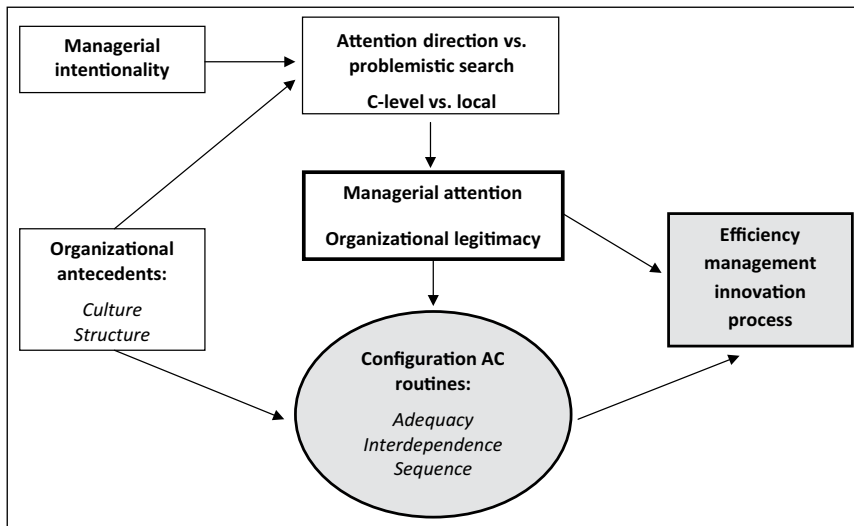 Managerial
intentionality
Attention direction vs.
problemistic search
C-level vs. local
Managerial attention
Organizational legitimacy
Organizational
antecedents:
Culture
Structure
Efficiency
management
innovation
process
Configuration AC
routines:
Adequacy
Interdependence
Sequence